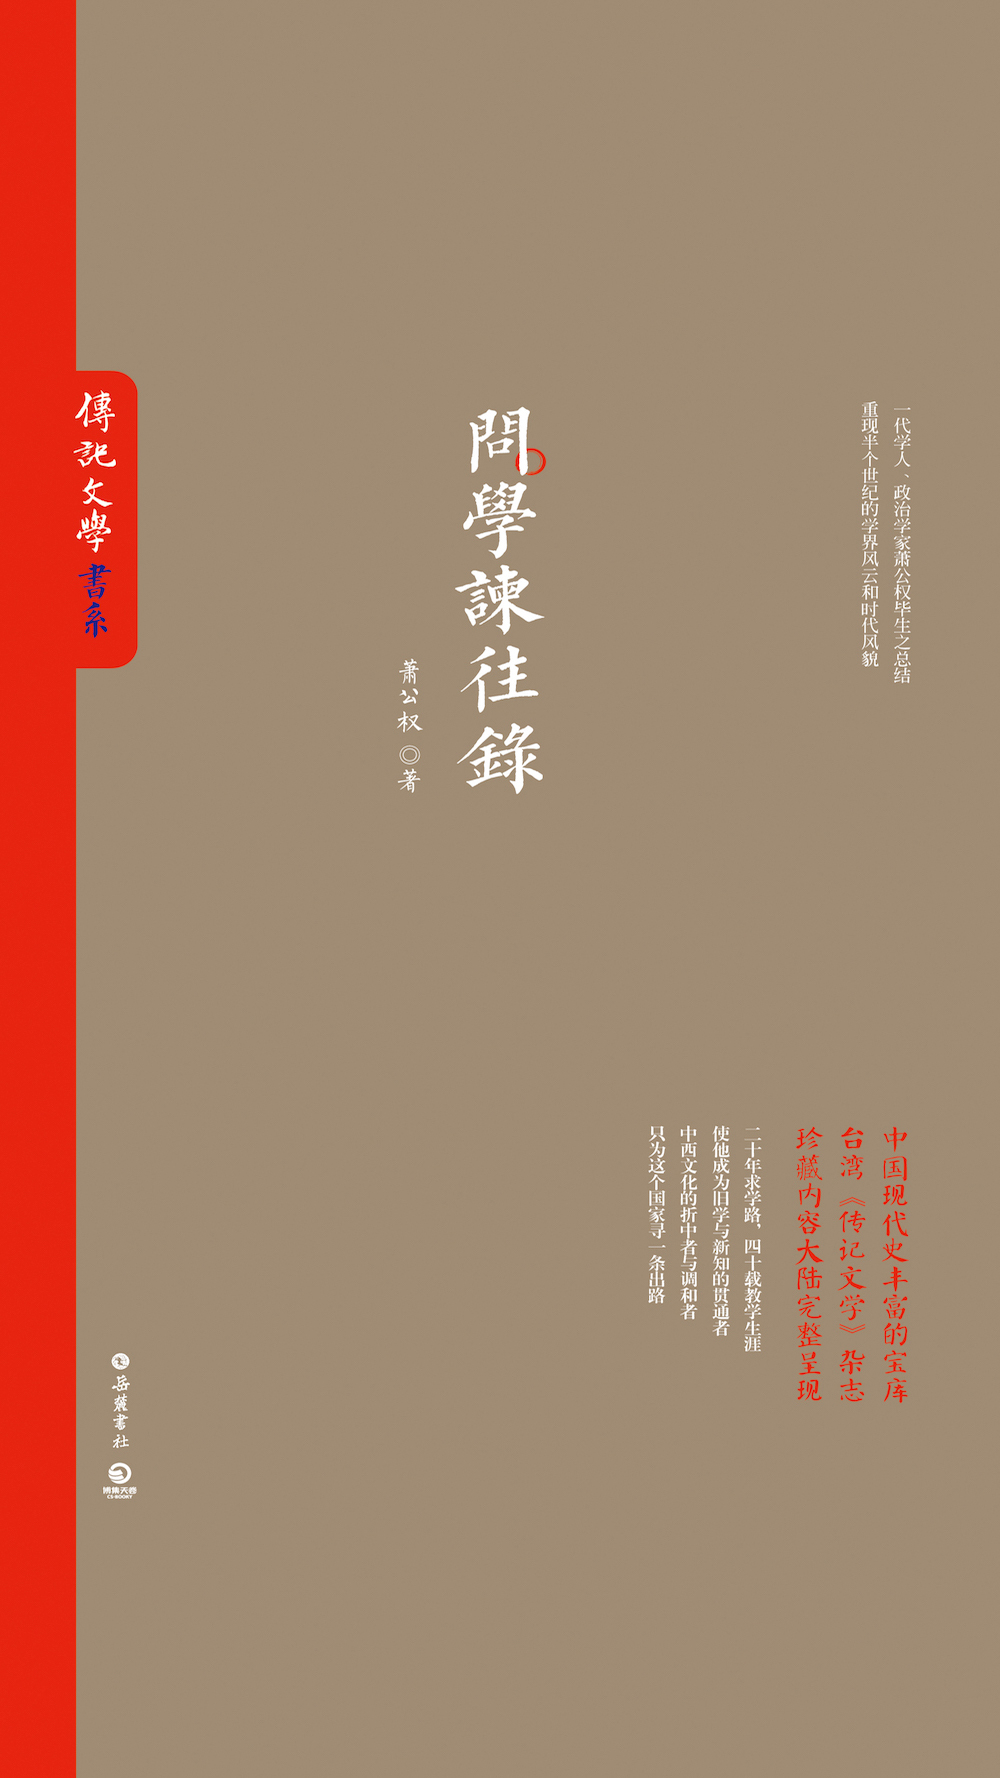 一代学人、政治学家萧公权毕生之总结
重现半个世纪的学界风云和时代风貌
問學諫往錄
萧公权 ◎ 著
傳記文學書系
中国现代史丰富的宝库
台湾《传记文学》杂志
珍藏内容大陆完整呈现
二十年求学路，四十载教学生涯
使他成为旧学与新知的贯通者
中西文化的折中者与调和者
只为这个国家寻一条出路
岳麓書社
博集天卷
CS-BOOKY